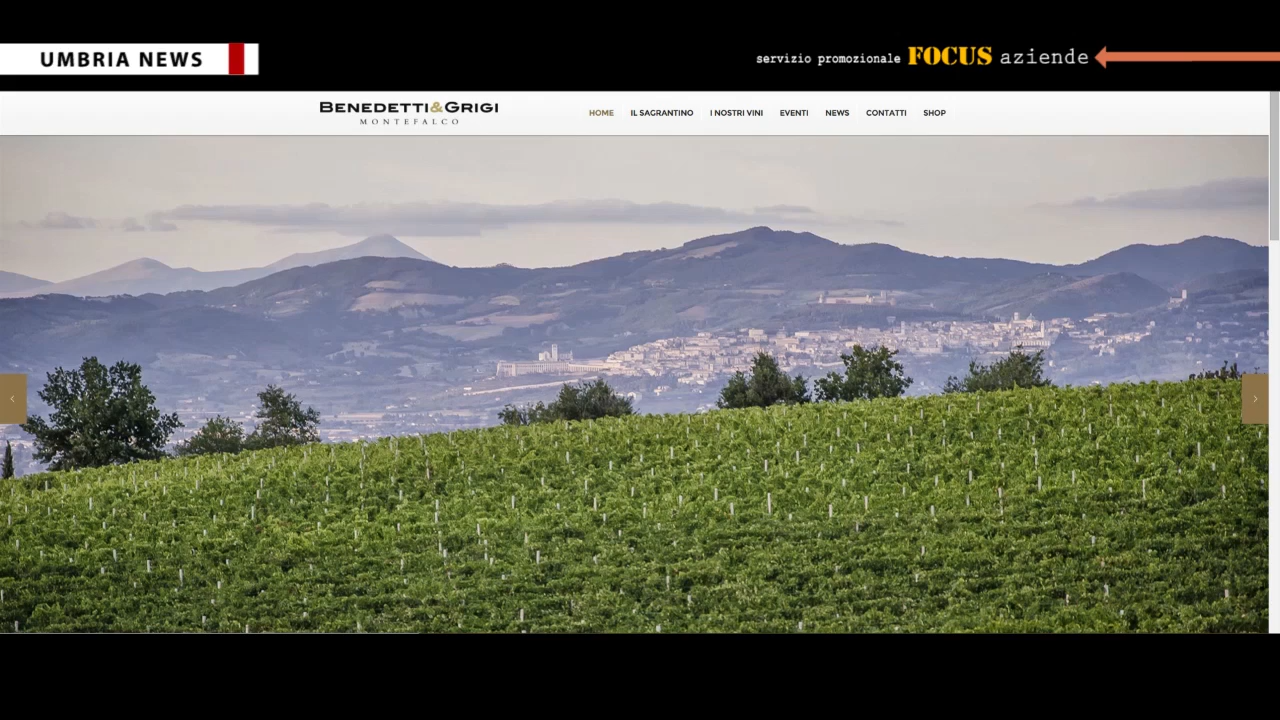 UMBRIA NEWS
servizio promozionale FOCUS aziende
BENEDETTI&GRIGI
MONTEFALCO
HOME IL SAGRANTINO I NOSTRI VINI EVENTI NEWS CONTATTI SHOP